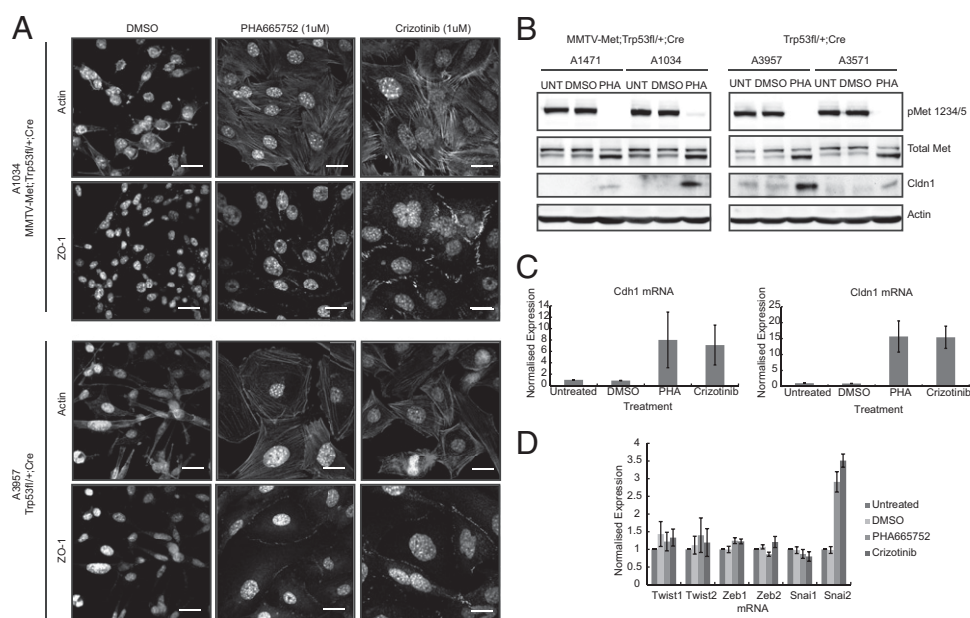 A
DMSO
PHA665752 (1uM)
Crizotinib (1uM)
A1034
MMTV-Met;Trp53fl/+;Cre
Actin
ZO-1
A3957
Trp53fl/+;Cre
Actin
ZO-1
B
MMTV-Met;Trp53fl/+;Cre
Trp53fl/+;Cre
A1471
A1034
A3957
A3571
UNT DMSO PHA UNT DMSO PHA
UNT DMSO PHA UNT DMSO PHA
pMet 1234/5
Total Met
Cldn1
Actin
C
Cdh1 mRNA
Normalised Expression
14
12
10
8
6
4
2
0
Untreated DMSO PHA Crizotinib
Treatment
Cldn1 mRNA
Normalised Expression
25
20
15
10
5
0
Untreated DMSO PHA Crizotinib
Treatment
D
Normalised Expression
4
3.5
3
2.5
2
1.5
1
0.5
0
Twist1 Twist2 Zeb1 Zeb2 Snai1 Snai2
mRNA
Untreated
DMSO
PHA665752
Crizotinib